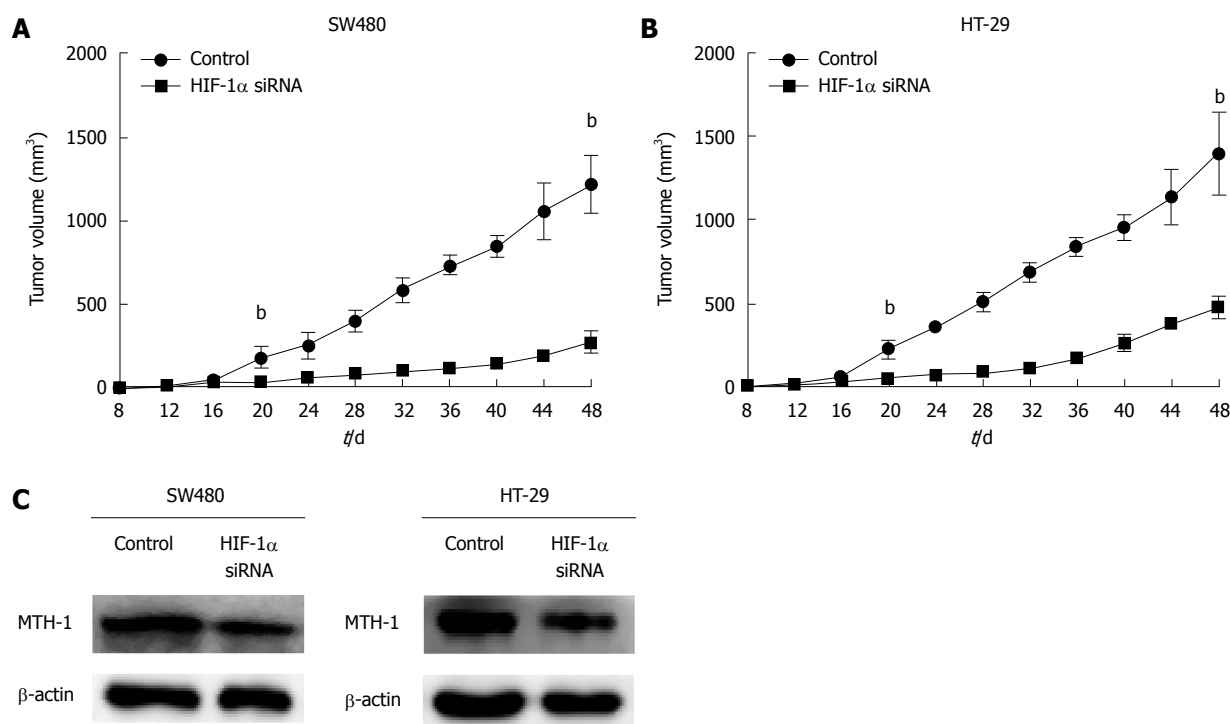 A
SW480
2000
1500
1000
500
0
Tumor volume (mm³)
Control
HIF-1α siRNA
b
b
8 12 16 20 24 28 32 36 40 44 48
t/d
B
HT-29
2000
1500
1000
500
0
Tumor volume (mm³)
Control
HIF-1α siRNA
b
b
8 12 16 20 24 28 32 36 40 44 48
t/d
C
SW480
Control HIF-1α
siRNA
MTH-1
β-actin
HT-29
Control HIF-1α
siRNA
MTH-1
β-actin